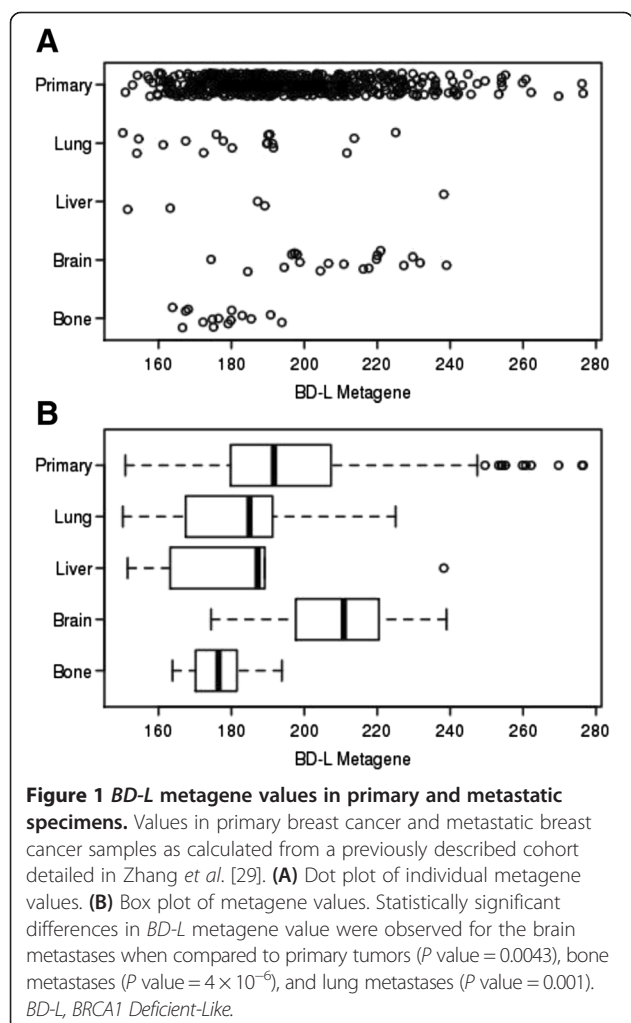 A
Primary
Lung
Liver
Brain
Bone
160 180 200 220 240 260 280
BD-L Metagene
B
Primary
Lung
Liver
Brain
Bone
160 180 200 220 240 260 280
BD-L Metagene
Figure 1 BD-L metagene values in primary and metastatic
specimens. Values in primary breast cancer and metastatic breast
cancer samples as calculated from a previously described cohort
detailed in Zhang et al. [29]. (A) Dot plot of individual metagene
values. (B) Box plot of metagene values. Statistically significant
differences in BD-L metagene value were observed for the brain
metastases when compared to primary tumors (P value = 0.0043), bone
metastases (P value = 4 × 10⁻⁶), and lung metastases (P value = 0.001).
BD-L, BRCA1 Deficient-Like.